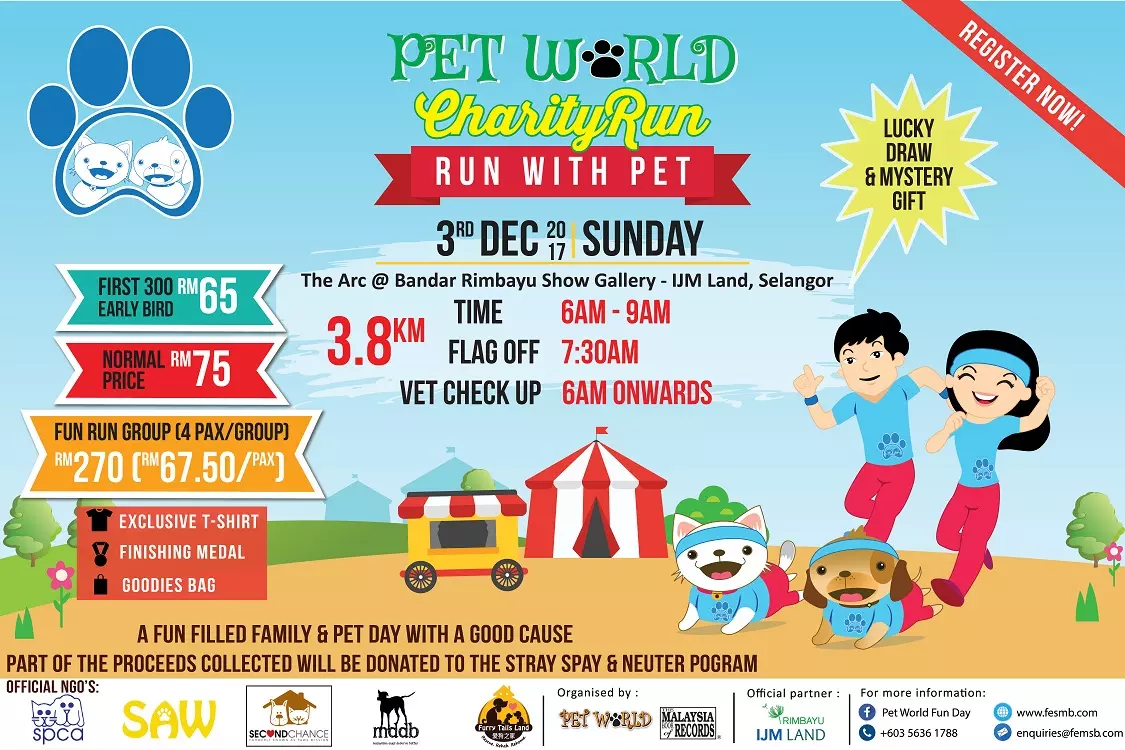 REGISTER NOW!
PET WORLD
CharityRun
RUN WITH PET
LUCKY
DRAW
& MYSTERY
GIFT
3RD DEC 2017 | SUNDAY
The Arc @ Bandar Rimbayu Show Gallery - IJM Land, Selangor
3.8KM
TIME 6AM - 9AM
FLAG OFF 7:30AM
VET CHECK UP 6AM ONWARDS
FIRST 300 EARLY BIRD RM65
NORMAL PRICE RM75
FUN RUN GROUP (4 PAX/GROUP)
RM270 (RM67.50/PAX)
EXCLUSIVE T-SHIRT
FINISHING MEDAL
GOODIES BAG
A FUN FILLED FAMILY & PET DAY WITH A GOOD CAUSE
PART OF THE PROCEEDS COLLECTED WILL BE DONATED TO THE STRAY SPAY & NEUTER POGRAM
OFFICIAL NGO'S:
spca
SAW
SECONDCHANCE
mddb
Furry Tails Land
Organised by :
PET WORLD
THE MALAYSIA BOOK OF RECORDS
Official partner :
RIMBAYU
IJM LAND
For more information:
Pet World Fun Day
+603 5636 1788
www.fesmb.com
enquiries@femsb.com